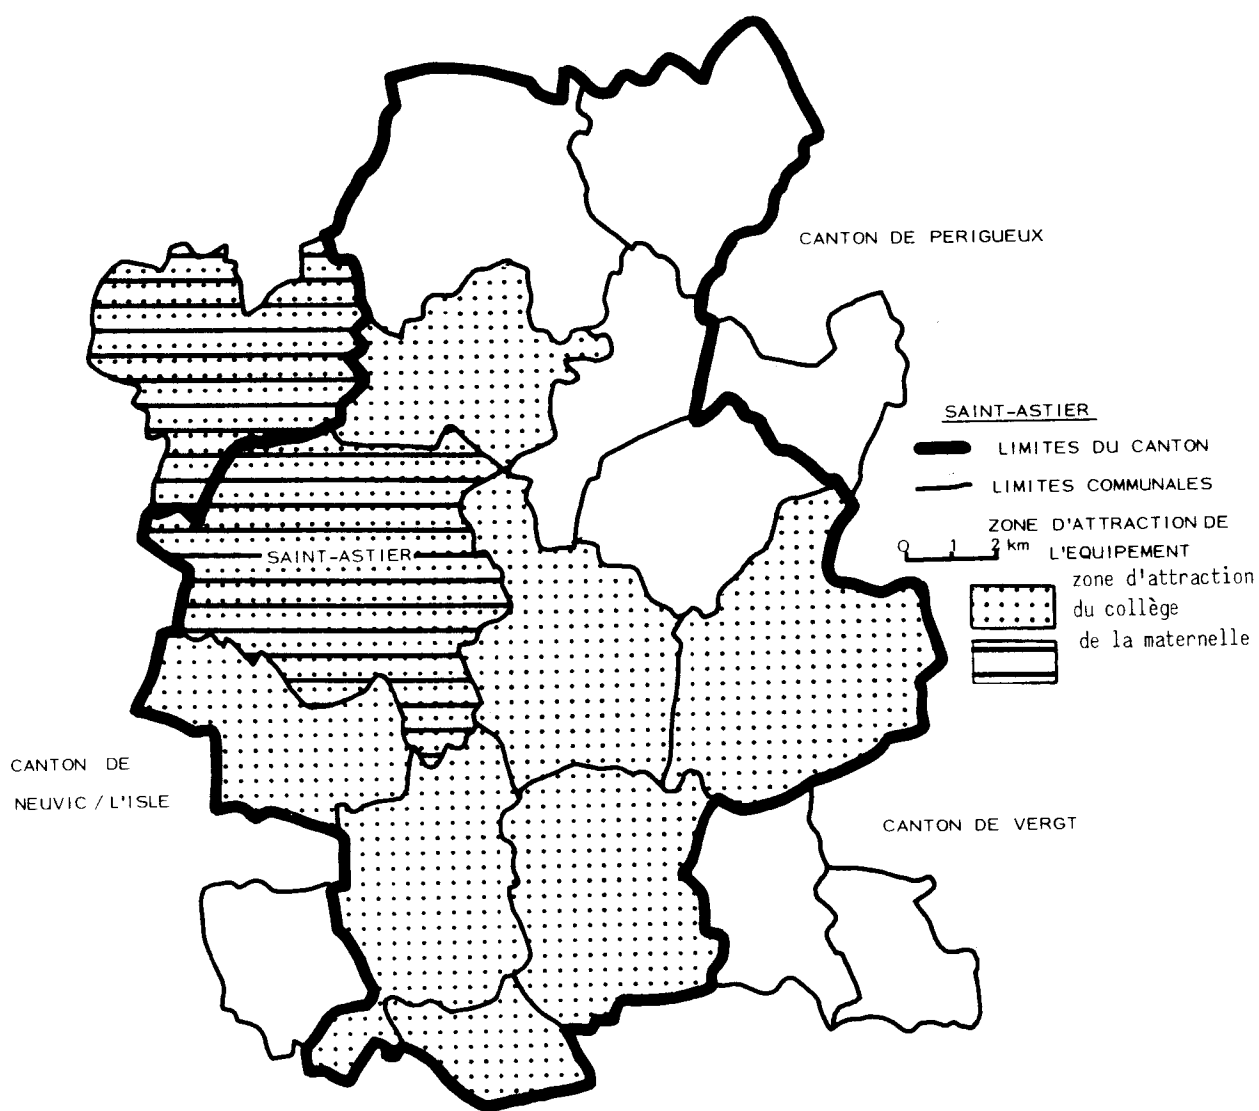 CANTON DE PERIGUEUX
SAINT-ASTIER
LIMITES DU CANTON
LIMITES COMMUNALES
ZONE D'ATTRACTION DE
L'EQUIPEMENT
0 1 2 km
zone d'attraction
du collège
de la maternelle
SAINT-ASTIER
CANTON DE
NEUVIC / L'ISLE
CANTON DE VERGT